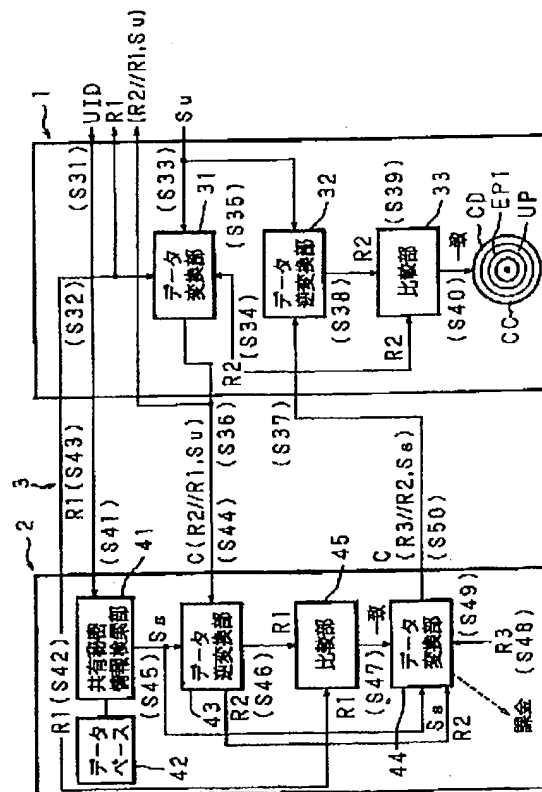 2
3
1
R1(S42)
R1(S43)
(S32)
UID
(S31)
R1
(R2//R1,Su)
Su
(S41)
41
データ
ベース
42
共有秘密
情報検索部
(S45)
Ss
C(R2//R1,Su)
(S44)
(S36)
データ
変換部
(S33)
31
(S35)
R2
(S34)
データ
逆変換部
43
R2
(S46)
R1
データ
逆変換部
32
(S37)
(S38)
R2
(S39)
比較部
45
R1
(S47)
一致
比較部
33
R2
(S40)
一致
データ
変換部
44
Ss
R2
C
(R3//R2,Ss)
(S50)
(S49)
R3
(S48)
課金
CD
EP1
UP
CC